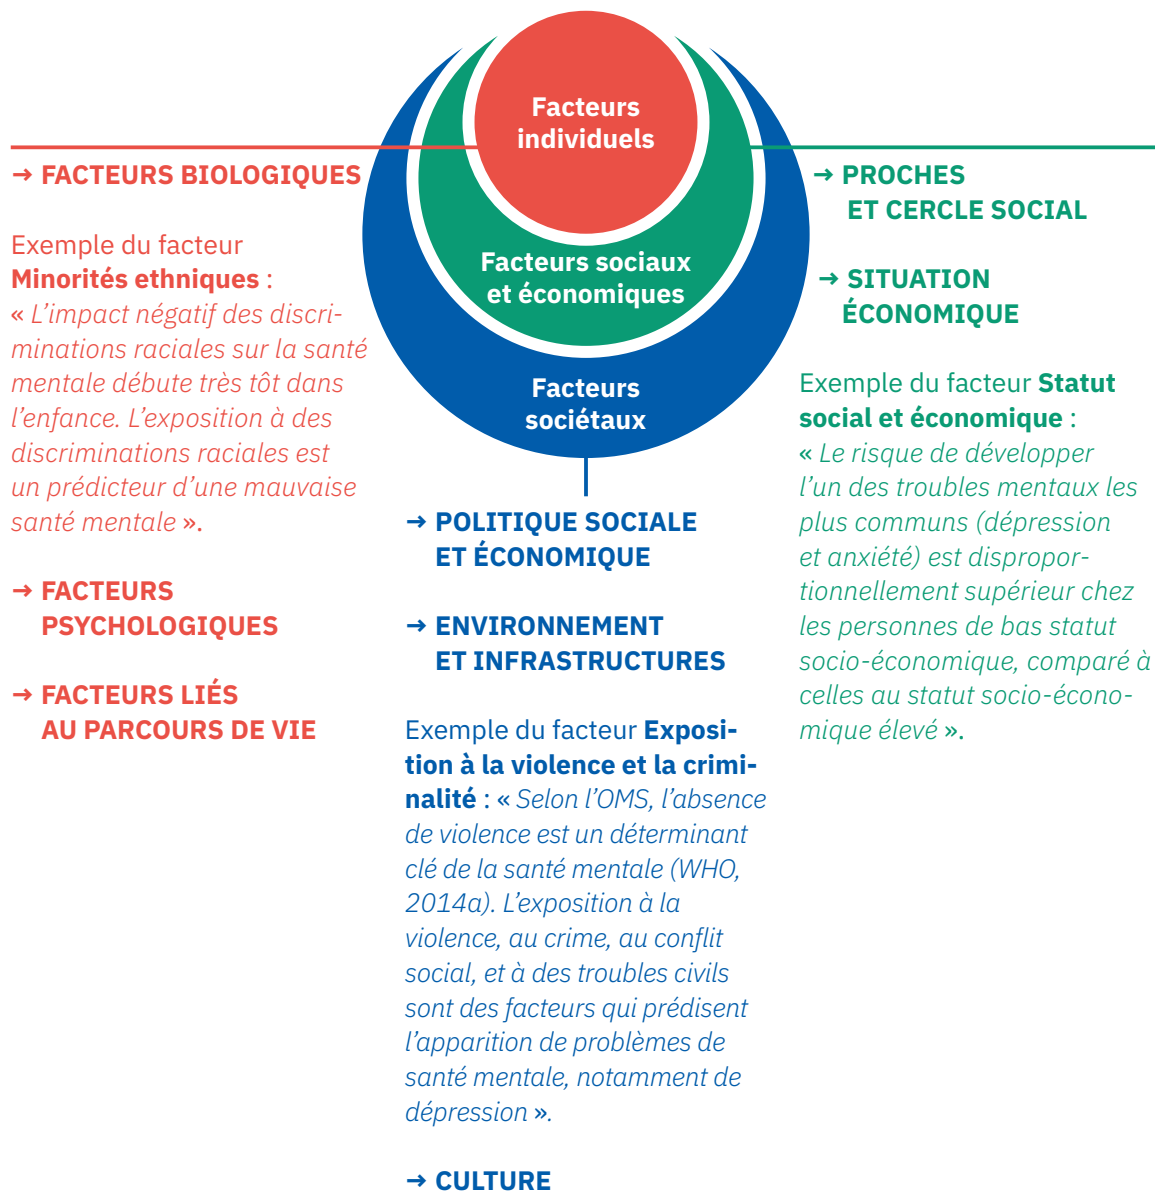 Facteurs
individuels
Facteurs sociaux
et économiques
Facteurs
sociétaux
→ FACTEURS BIOLOGIQUES
Exemple du facteur
Minorités ethniques :
« L’impact négatif des discri-
minations raciales sur la santé
mentale débute très tôt dans
l’enfance. L’exposition à des
discriminations raciales est
un prédicteur d’une mauvaise
santé mentale ».
→ FACTEURS
PSYCHOLOGIQUES
→ FACTEURS LIÉS
AU PARCOURS DE VIE
→ POLITIQUE SOCIALE
ET ÉCONOMIQUE
→ ENVIRONNEMENT
ET INFRASTRUCTURES
Exemple du facteur Exposi-
tion à la violence et la crimi-
nalité : « Selon l’OMS, l’absence
de violence est un déterminant
clé de la santé mentale (WHO,
2014a). L’exposition à la
violence, au crime, au conflit
social, et à des troubles civils
sont des facteurs qui prédisent
l’apparition de problèmes de
santé mentale, notamment de
dépression ».
→ CULTURE
→ PROCHES
ET CERCLE SOCIAL
→ SITUATION
ÉCONOMIQUE
Exemple du facteur Statut
social et économique :
« Le risque de développer
l’un des troubles mentaux les
plus communs (dépression
et anxiété) est dispropor-
tionnellement supérieur chez
les personnes de bas statut
socio-économique, comparé à
celles au statut socio-écono-
mique élevé ».